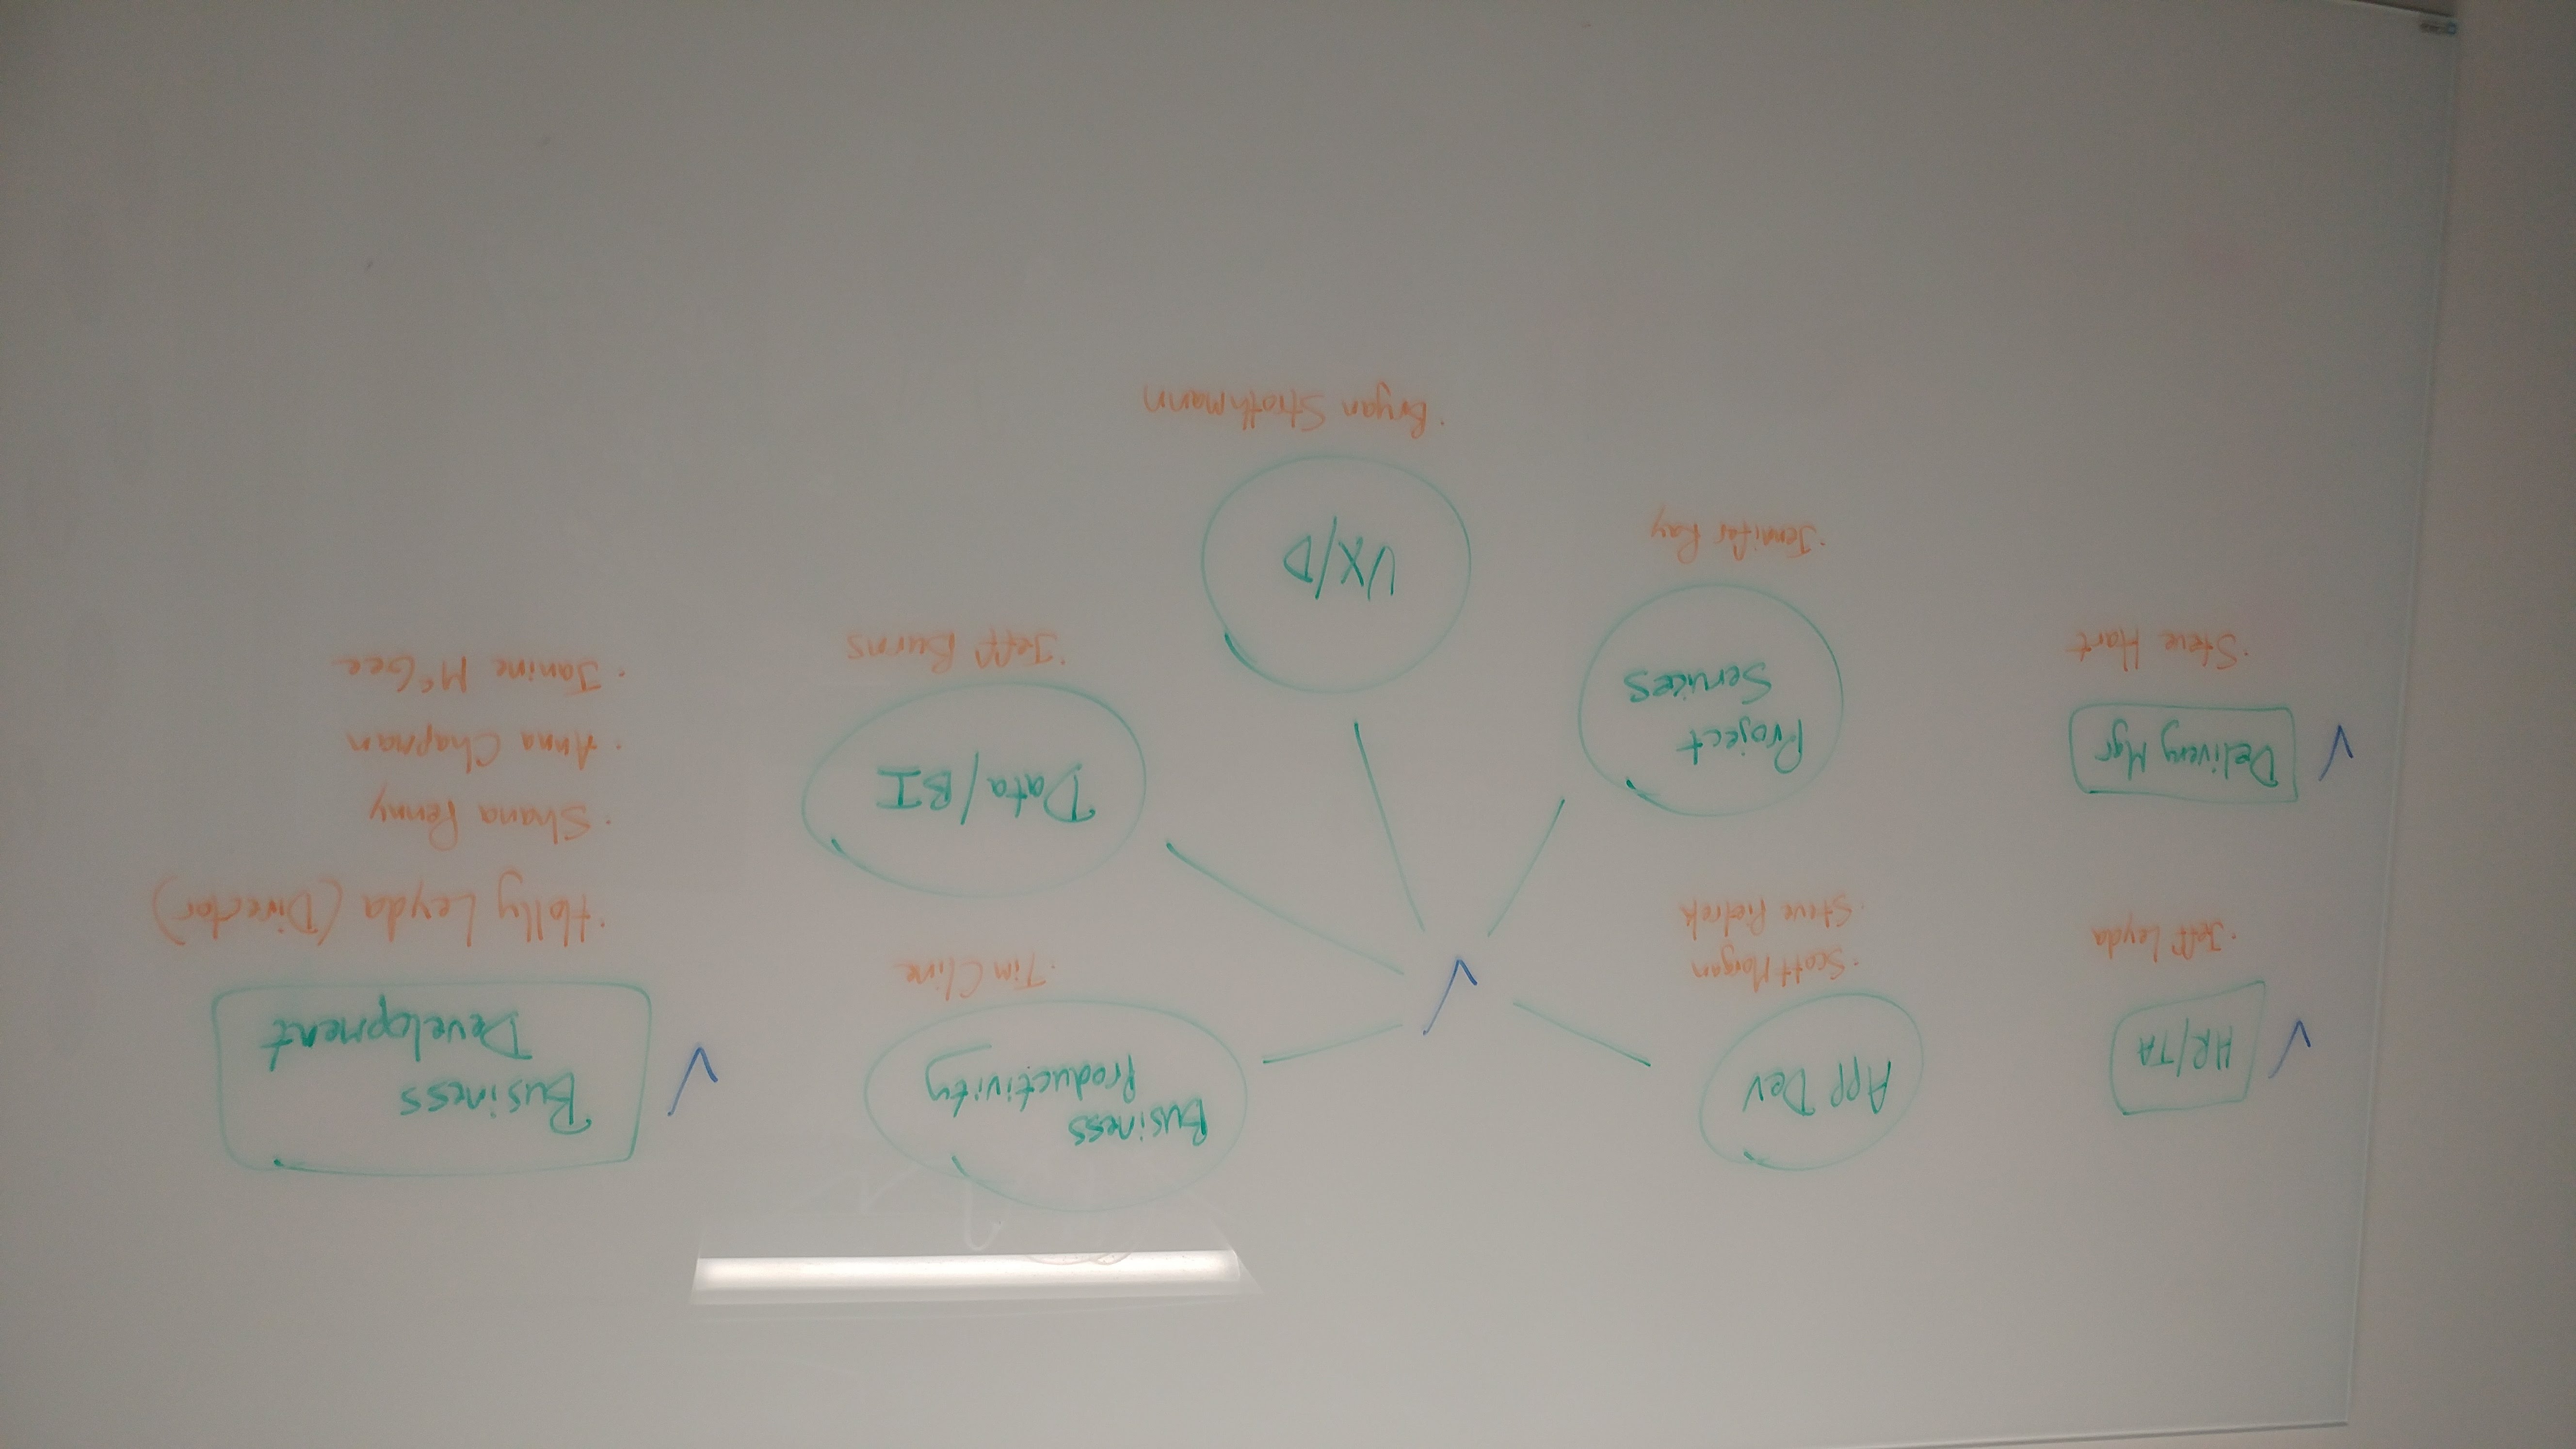 HR/TA
· Jeff Leyda
Delivery Mgr
· Steve Hart
App Dev
· Scott Morgan
· Steve Pietrek
Project
Services
· Jennifer Ray
UX/D
· Bryan Strothmann
Business
Productivity
· Tim Cline
Data/BI
· Jeff Burns
Business
Development
· Holly Leyda (Director)
· Shana Penny
· Anna Chapman
· Janine McGee